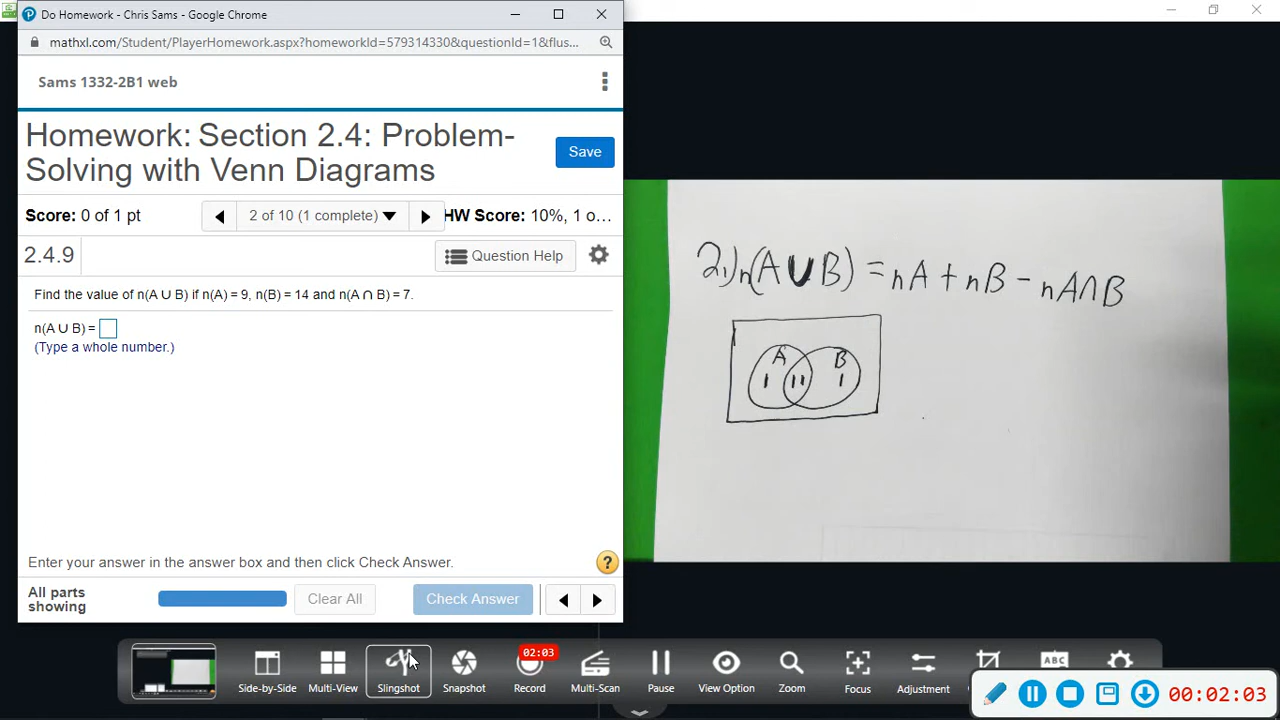 Do Homework - Chris Sams - Google Chrome
mathxl.com/Student/PlayerHomework.aspx?homeworkId=579314330&questionId=1&flus...
Sams 1332-2B1 web
Homework: Section 2.4: Problem-
Solving with Venn Diagrams
Save
Score: 0 of 1 pt
2 of 10 (1 complete)
HW Score: 10%, 1 o...
2.4.9
Question Help
Find the value of n(A ∪ B) if n(A) = 9, n(B) = 14 and n(A ∩ B) = 7.
n(A ∪ B) =
(Type a whole number.)
Enter your answer in the answer box and then click Check Answer.
?
All parts
showing
Clear All
Check Answer
2.) n(A ∪ B) = nA + nB - nA∩B
A B
I II I
Side-by-Side
Multi-View
Slingshot
Snapshot
02:03
Record
Multi-Scan
Pause
View Option
Zoom
Focus
Adjustment
ABC
00:02:03